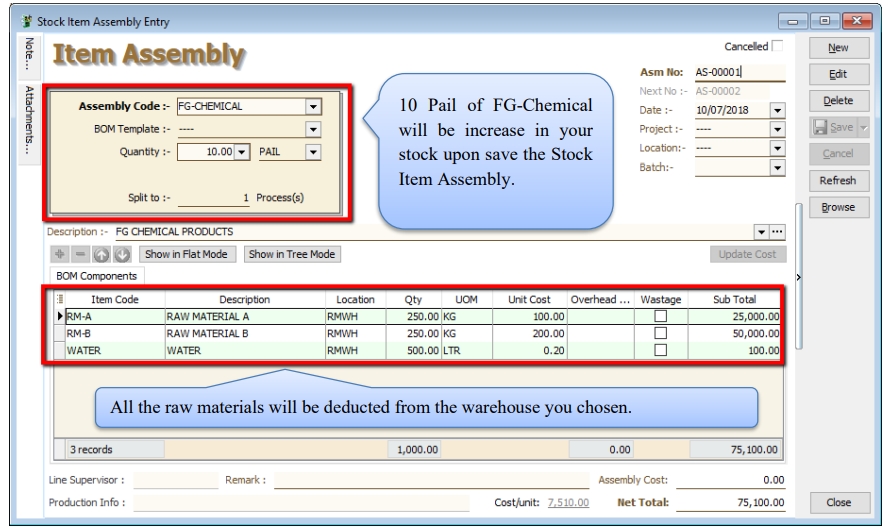 Stock Item Assembly Entry
Note...
Attachments...
Item Assembly
Cancelled
Assembly Code :- FG-CHEMICAL
BOM Template :- ----
Quantity :- 10.00 PAIL
Split to :- 1 Process(s)
10 Pail of FG-Chemical
will be increase in your
stock upon save the Stock
Item Assembly.
Asm No: AS-00001
Next No :- AS-00002
Date :- 10/07/2018
Project :- ----
Location:- ----
Batch:-
New
Edit
Delete
Save
Cancel
Refresh
Browse
Description :- FG CHEMICAL PRODUCTS
Show in Flat Mode Show in Tree Mode Update Cost
BOM Components
Item Code Description Location Qty UOM Unit Cost Overhead ... Wastage Sub Total
RM-A RAW MATERIAL A RMWH 250.00 KG 100.00 25,000.00
RM-B RAW MATERIAL B RMWH 250.00 KG 200.00 50,000.00
WATER WATER RMWH 500.00 LTR 0.20 100.00
All the raw materials will be deducted from the warehouse you chosen.
3 records 1,000.00 0.00 75,100.00
Line Supervisor : Remark : Assembly Cost: 0.00
Production Info : Cost/unit: 7,510.00 Net Total: 75,100.00
Close